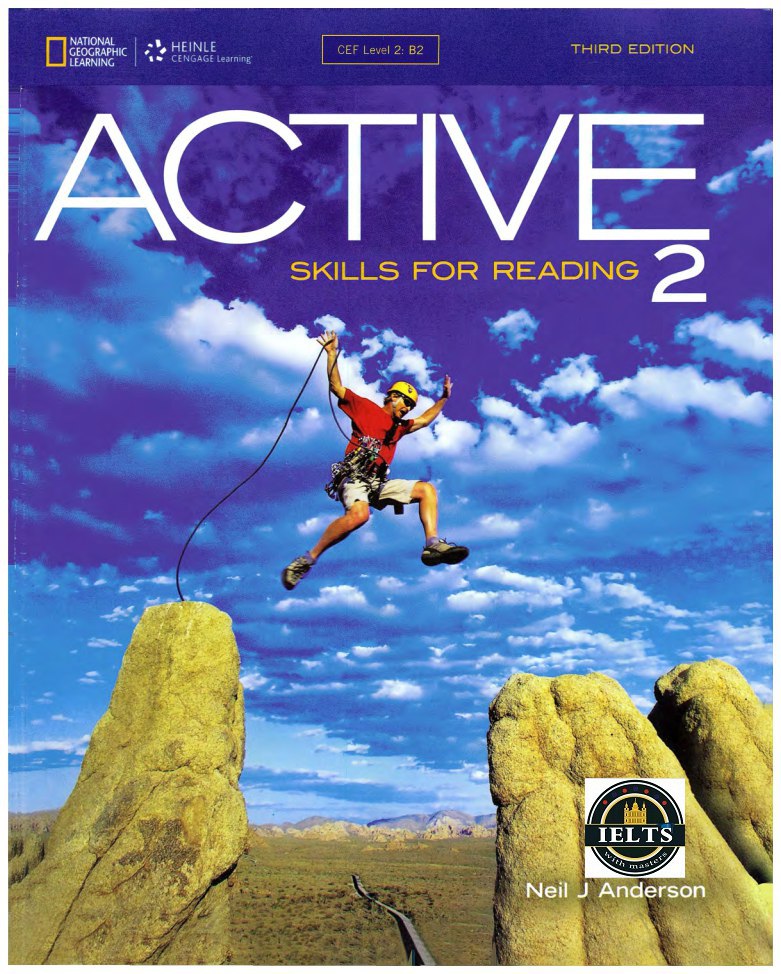 NATIONAL
GEOGRAPHIC
LEARNING
HEINLE
CENGAGE Learning
CEF Level 2: B2
THIRD EDITION
ACTIVE
SKILLS FOR READING
2
IELTS
with masters
Neil J Anderson